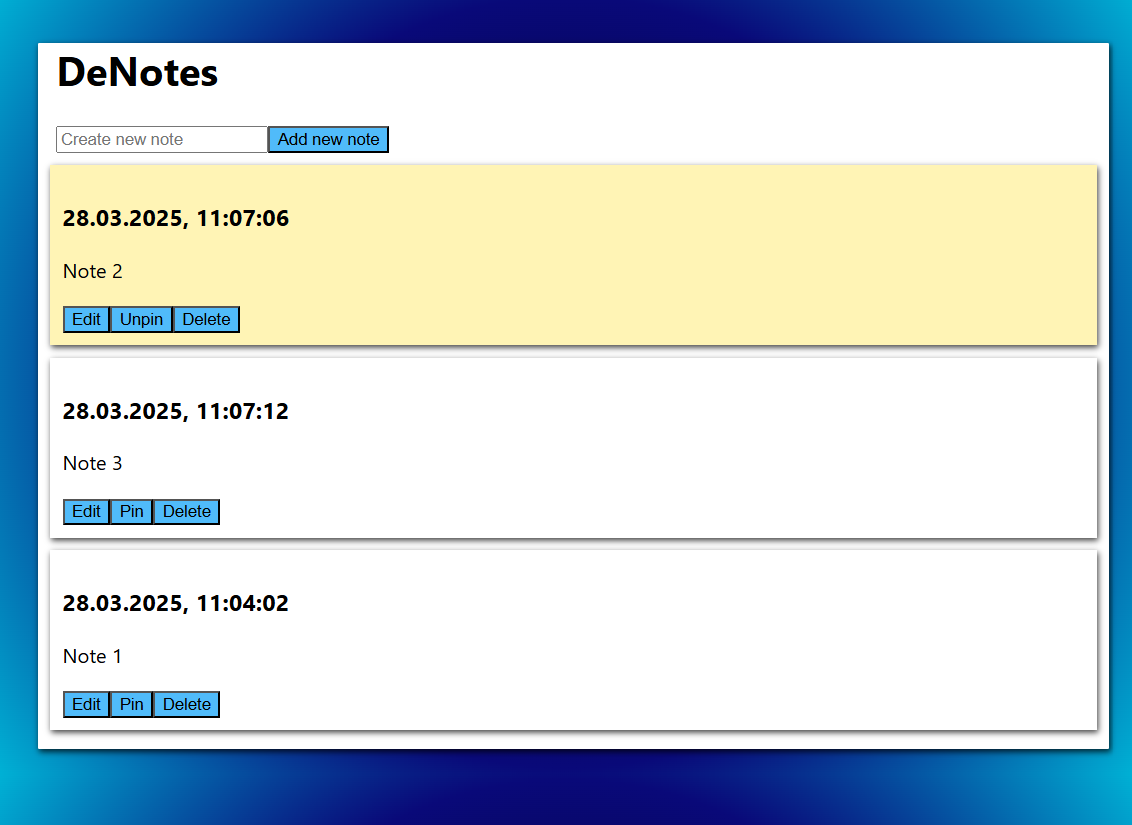 DeNotes
Create new note Add new note
28.03.2025, 11:07:06
Note 2
Edit Unpin Delete
28.03.2025, 11:07:12
Note 3
Edit Pin Delete
28.03.2025, 11:04:02
Note 1
Edit Pin Delete